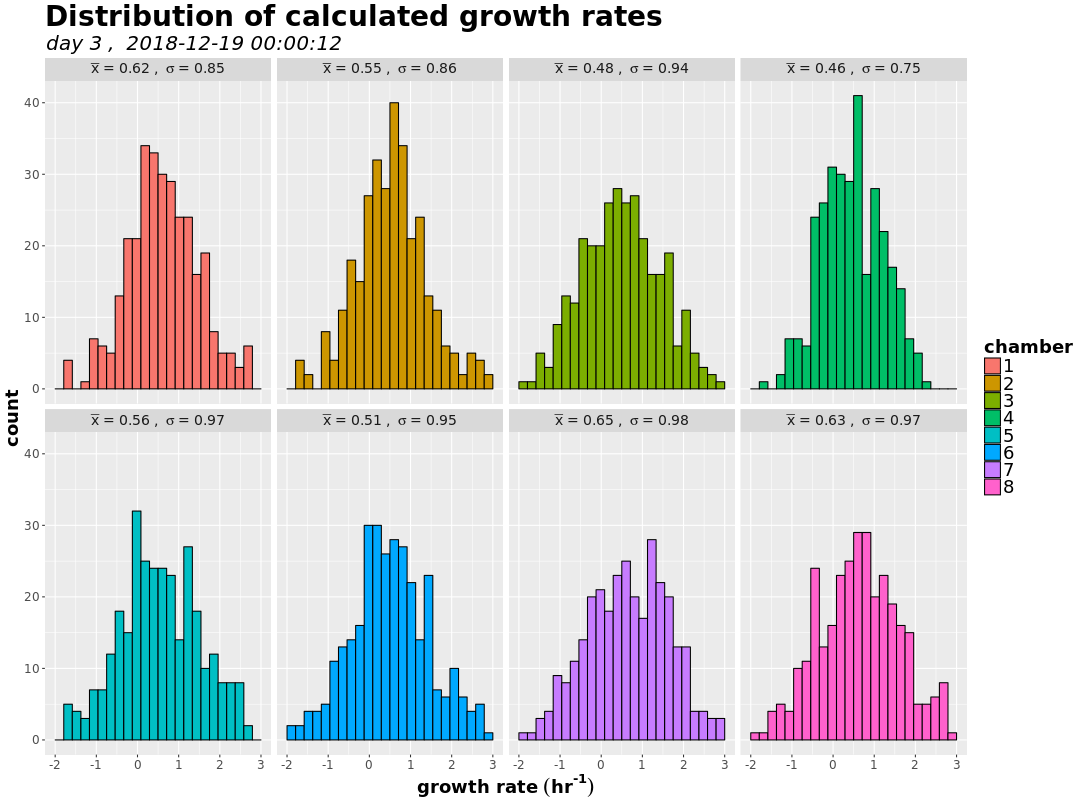 Distribution of calculated growth rates
day 3 , 2018-12-19 00:00:12
x̅ = 0.62 , σ = 0.85
x̅ = 0.55 , σ = 0.86
x̅ = 0.48 , σ = 0.94
x̅ = 0.46 , σ = 0.75
40
30
20
10
0
x̅ = 0.56 , σ = 0.97
x̅ = 0.51 , σ = 0.95
x̅ = 0.65 , σ = 0.98
x̅ = 0.63 , σ = 0.97
40
30
20
10
0
-2 -1 0 1 2 3
-2 -1 0 1 2 3
-2 -1 0 1 2 3
-2 -1 0 1 2 3
count
growth rate (hr⁻¹)
chamber
1
2
3
4
5
6
7
8